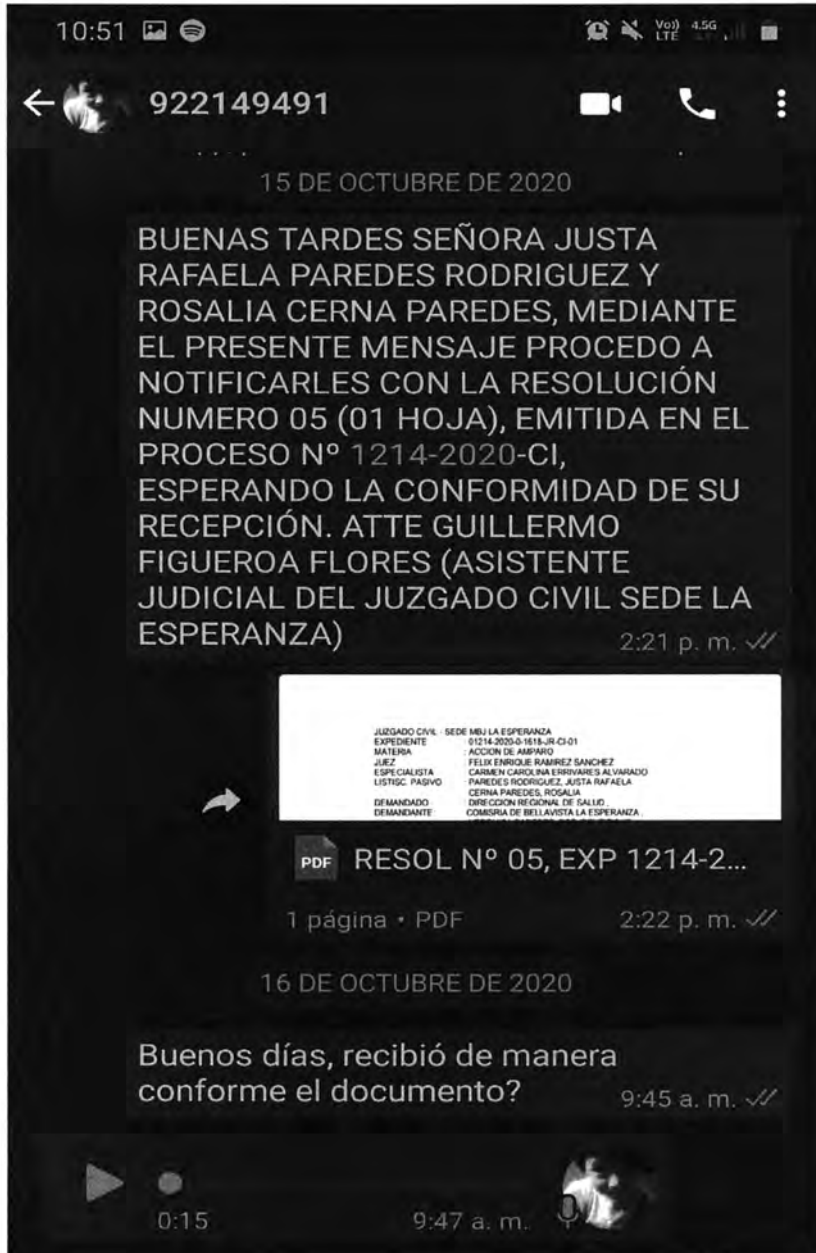 10:51
Vo)) LTE 4.5G
922149491
15 DE OCTUBRE DE 2020
BUENAS TARDES SEÑORA JUSTA
RAFAELA PAREDES RODRIGUEZ Y
ROSALIA CERNA PAREDES, MEDIANTE
EL PRESENTE MENSAJE PROCEDO A
NOTIFICARLES CON LA RESOLUCIÓN
NUMERO 05 (01 HOJA), EMITIDA EN EL
PROCESO Nº 1214-2020-CI,
ESPERANDO LA CONFORMIDAD DE SU
RECEPCIÓN. ATTE GUILLERMO
FIGUEROA FLORES (ASISTENTE
JUDICIAL DEL JUZGADO CIVIL SEDE LA
ESPERANZA)
2:21 p. m.
JUZGADO CIVIL - SEDE MBJ LA ESPERANZA
EXPEDIENTE : 01214-2020-0-1618-JR-CI-01
MATERIA : ACCION DE AMPARO
JUEZ : FELIX ENRIQUE RAMIREZ SANCHEZ
ESPECIALISTA : CARMEN CAROLINA ERRIVARES ALVARADO
LISTISC. PASIVO : PAREDES RODRIGUEZ, JUSTA RAFAELA
CERNA PAREDES, ROSALIA
DEMANDADO : DIRECCION REGIONAL DE SALUD ,
DEMANDANTE : COMISRIA DE BELLAVISTA LA ESPERANZA ,
PDF RESOL Nº 05, EXP 1214-2...
1 página • PDF 2:22 p. m.
16 DE OCTUBRE DE 2020
Buenos días, recibió de manera
conforme el documento?
9:45 a. m.
0:15 9:47 a. m.